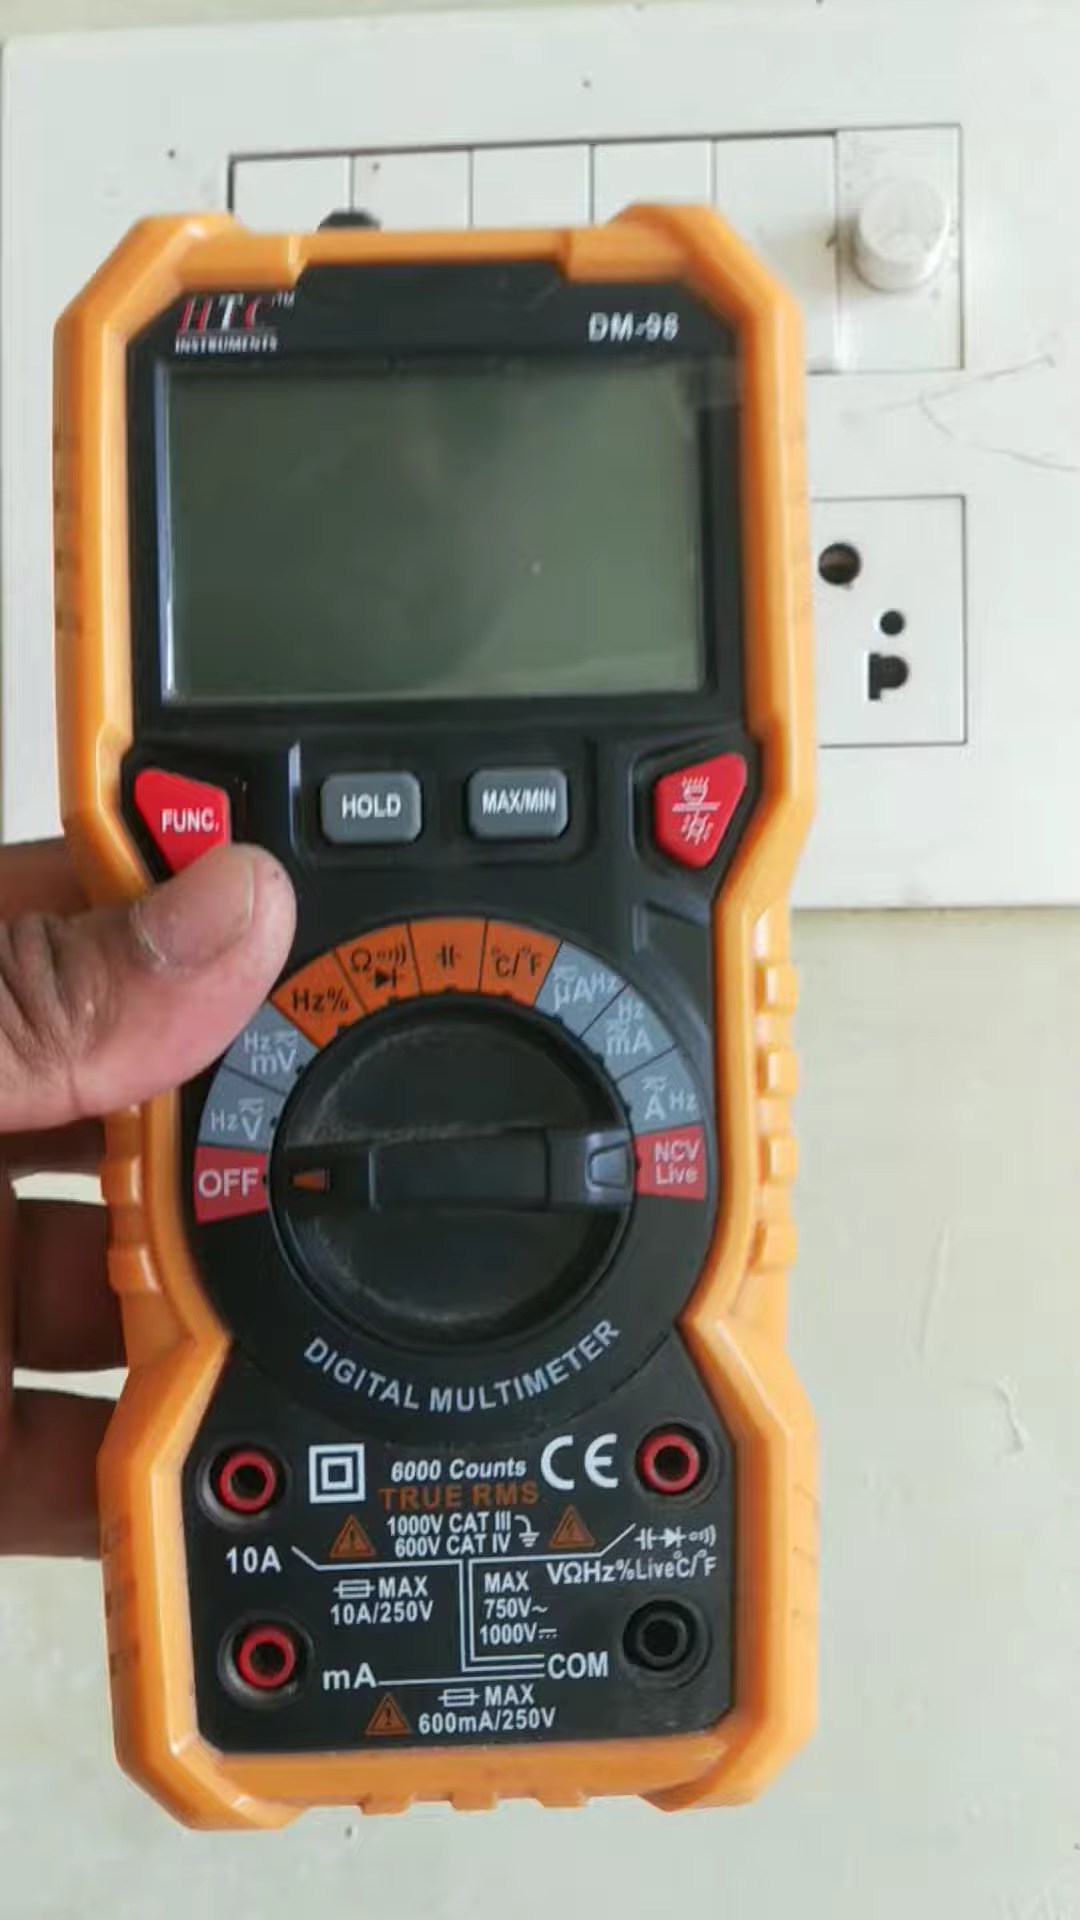 HTC TM
INSTRUMENTS
DM-98
FUNC.
HOLD
MAX/MIN
Hz%
Ω
°C/°F
μA Hz
Hz mA
A Hz
NCV
Live
Hz mV
Hz V
OFF
DIGITAL MULTIMETER
6000 Counts
TRUE RMS
CE
1000V CAT III
600V CAT IV
10A
MAX
10A/250V
MAX
750V~
1000V
VΩHz%Live°C/°F
COM
mA
MAX
600mA/250V